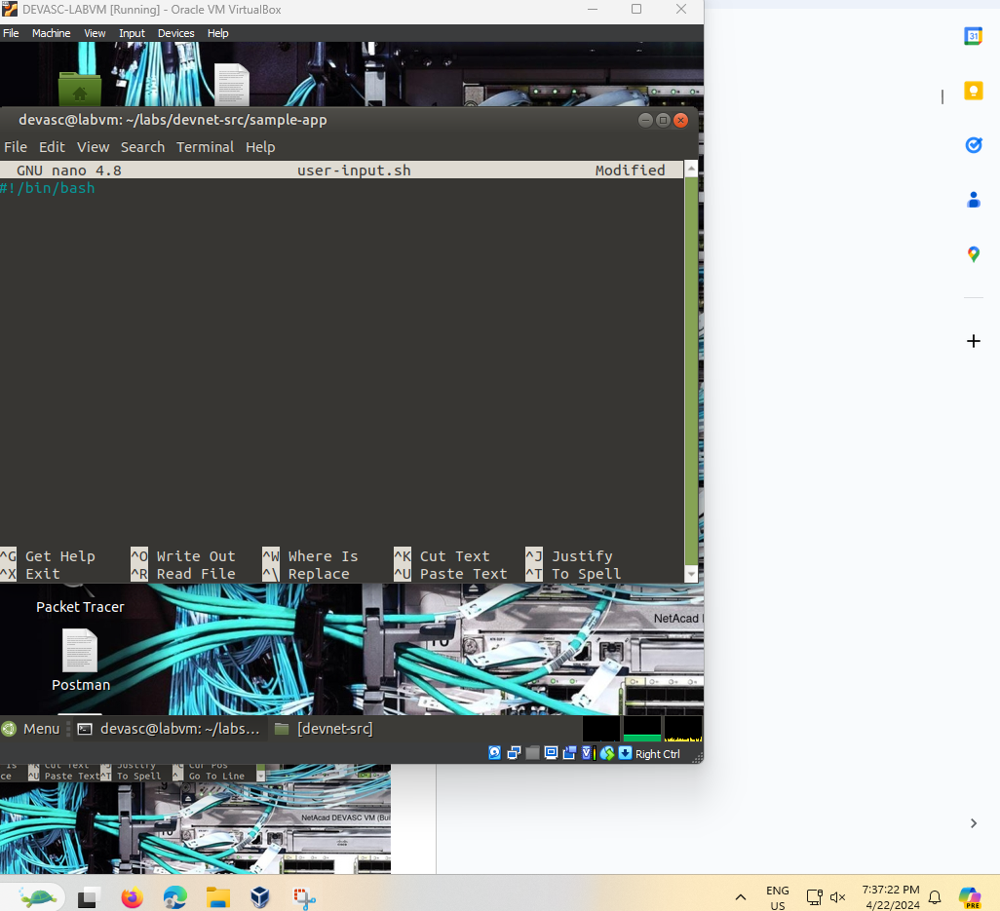 DEVASC-LABVM [Running] - Oracle VM VirtualBox
File Machine View Input Devices Help
31
devasc@labvm: ~/labs/devnet-src/sample-app
File Edit View Search Terminal Help
GNU nano 4.8 user-input.sh Modified
#!/bin/bash
^G Get Help ^O Write Out ^W Where Is ^K Cut Text ^J Justify
^X Exit ^R Read File ^\ Replace ^U Paste Text ^T To Spell
Packet Tracer
NetAcad
Postman
Menu devasc@labvm: ~/labs... [devnet-src]
Right Ctrl
Is Cut Text Justify Cur Pos
ce ^U Paste Text ^T To Spell Go To Line
NetAcad DEVASC VM (Bui
ENG
US
7:37:22 PM
4/22/2024
PRE